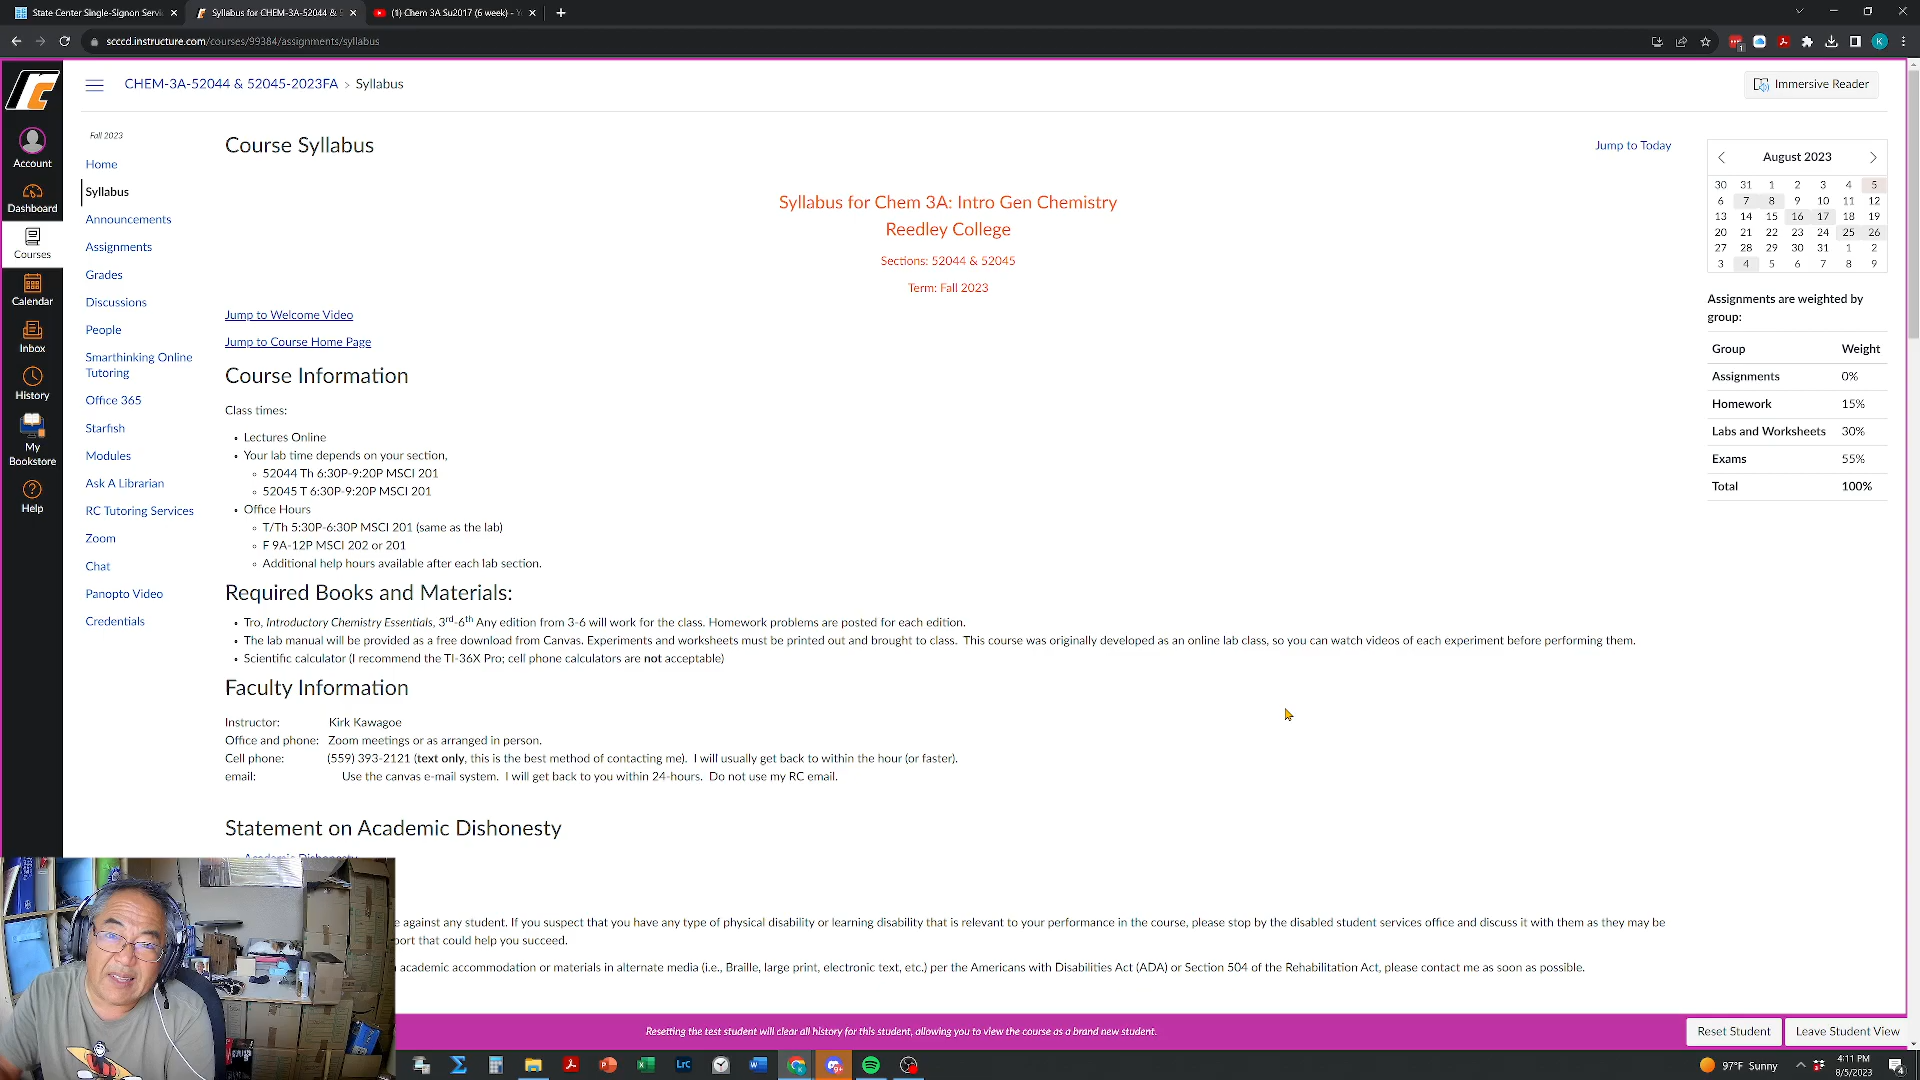 State Center Single-Signon Servi
Syllabus for CHEM-3A-52044 & 5
(1) Chem 3A Su2017 (6 week) - Y
scccd.instructure.com/courses/99384/assignments/syllabus
CHEM-3A-52044 & 52045-2023FA > Syllabus
Immersive Reader
Account
Dashboard
Courses
Calendar
Inbox
History
My
Bookstore
Help
Fall 2023
Home
Syllabus
Announcements
Assignments
Grades
Discussions
People
Smarthinking Online
Tutoring
Office 365
Starfish
Modules
Ask A Librarian
RC Tutoring Services
Zoom
Chat
Panopto Video
Credentials
Course Syllabus
Jump to Today
Syllabus for Chem 3A: Intro Gen Chemistry
Reedley College
Sections: 52044 & 52045
Term: Fall 2023
Jump to Welcome Video
Jump to Course Home Page
Course Information
Class times:
• Lectures Online
• Your lab time depends on your section,
◦ 52044 Th 6:30P-9:20P MSCI 201
◦ 52045 T 6:30P-9:20P MSCI 201
• Office Hours
◦ T/Th 5:30P-6:30P MSCI 201 (same as the lab)
◦ F 9A-12P MSCI 202 or 201
◦ Additional help hours available after each lab section.
Required Books and Materials:
• Tro, Introductory Chemistry Essentials, 3rd-6th Any edition from 3-6 will work for the class. Homework problems are posted for each edition.
• The lab manual will be provided as a free download from Canvas. Experiments and worksheets must be printed out and brought to class. This course was originally developed as an online lab class, so you can watch videos of each experiment before performing them.
• Scientific calculator (I recommend the TI-36X Pro; cell phone calculators are not acceptable)
Faculty Information
Instructor: Kirk Kawagoe
Office and phone: Zoom meetings or as arranged in person.
Cell phone: (559) 393-2121 (text only, this is the best method of contacting me). I will usually get back to within the hour (or faster).
email: Use the canvas e-mail system. I will get back to you within 24-hours. Do not use my RC email.
Statement on Academic Dishonesty
Academic Dishonesty
e against any student. If you suspect that you have any type of physical disability or learning disability that is relevant to your performance in the course, please stop by the disabled student services office and discuss it with them as they may be
port that could help you succeed.
academic accommodation or materials in alternate media (i.e., Braille, large print, electronic text, etc.) per the Americans with Disabilities Act (ADA) or Section 504 of the Rehabilitation Act, please contact me as soon as possible.
August 2023
30 31 1 2 3 4 5
6 7 8 9 10 11 12
13 14 15 16 17 18 19
20 21 22 23 24 25 26
27 28 29 30 31 1 2
3 4 5 6 7 8 9
Assignments are weighted by
group:
Group Weight
Assignments 0%
Homework 15%
Labs and Worksheets 30%
Exams 55%
Total 100%
Resetting the test student will clear all history for this student, allowing you to view the course as a brand new student.
Reset Student
Leave Student View
Lrc
97°F Sunny
4:11 PM
8/5/2023